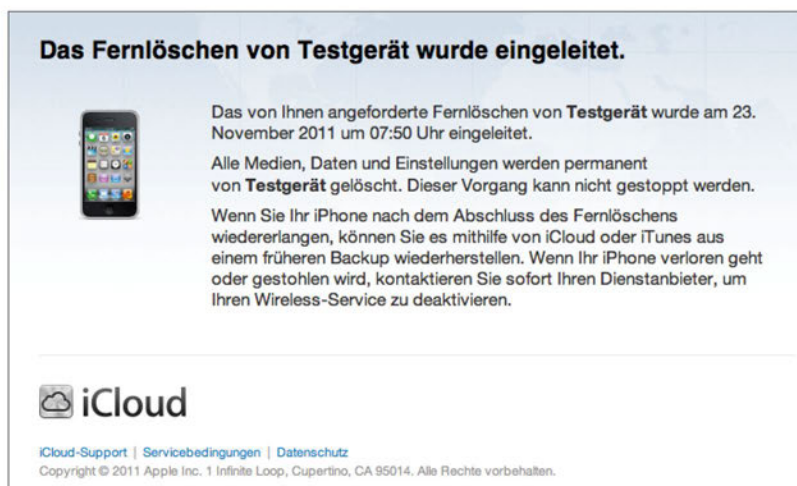 Das Fernlöschen von Testgerät wurde eingeleitet.
Das von Ihnen angeforderte Fernlöschen von Testgerät wurde am 23.
November 2011 um 07:50 Uhr eingeleitet.
Alle Medien, Daten und Einstellungen werden permanent
von Testgerät gelöscht. Dieser Vorgang kann nicht gestoppt werden.
Wenn Sie Ihr iPhone nach dem Abschluss des Fernlöschens
wiedererlangen, können Sie es mithilfe von iCloud oder iTunes aus
einem früheren Backup wiederherstellen. Wenn Ihr iPhone verloren geht
oder gestohlen wird, kontaktieren Sie sofort Ihren Dienstanbieter, um
Ihren Wireless-Service zu deaktivieren.
iCloud
iCloud-Support | Servicebedingungen | Datenschutz
Copyright © 2011 Apple Inc. 1 Infinite Loop, Cupertino, CA 95014. Alle Rechte vorbehalten.